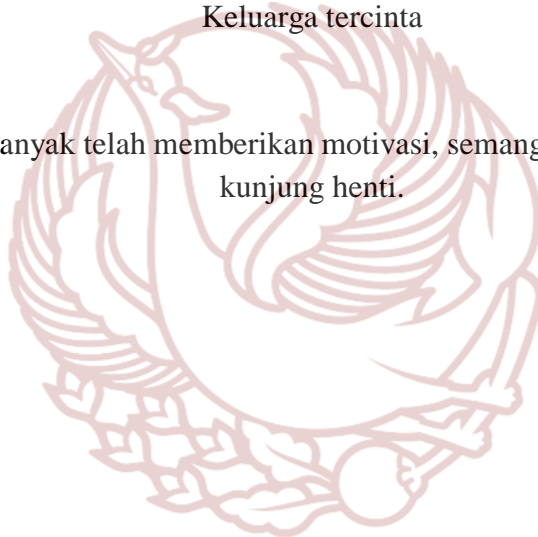 Keluarga tercinta
anyak telah memberikan motivasi, semang
kunjung henti.